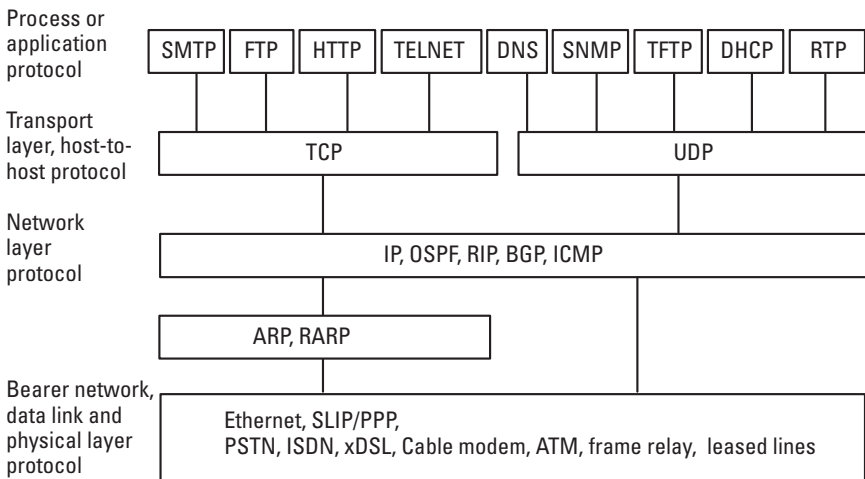 Process or
application
protocol
SMTP FTP HTTP TELNET DNS SNMP TFTP DHCP RTP
Transport
layer, host-to-
host protocol
TCP UDP
Network
layer
protocol
IP, OSPF, RIP, BGP, ICMP
ARP, RARP
Bearer network,
data link and
physical layer
protocol
Ethernet, SLIP/PPP,
PSTN, ISDN, xDSL, Cable modem, ATM, frame relay, leased lines